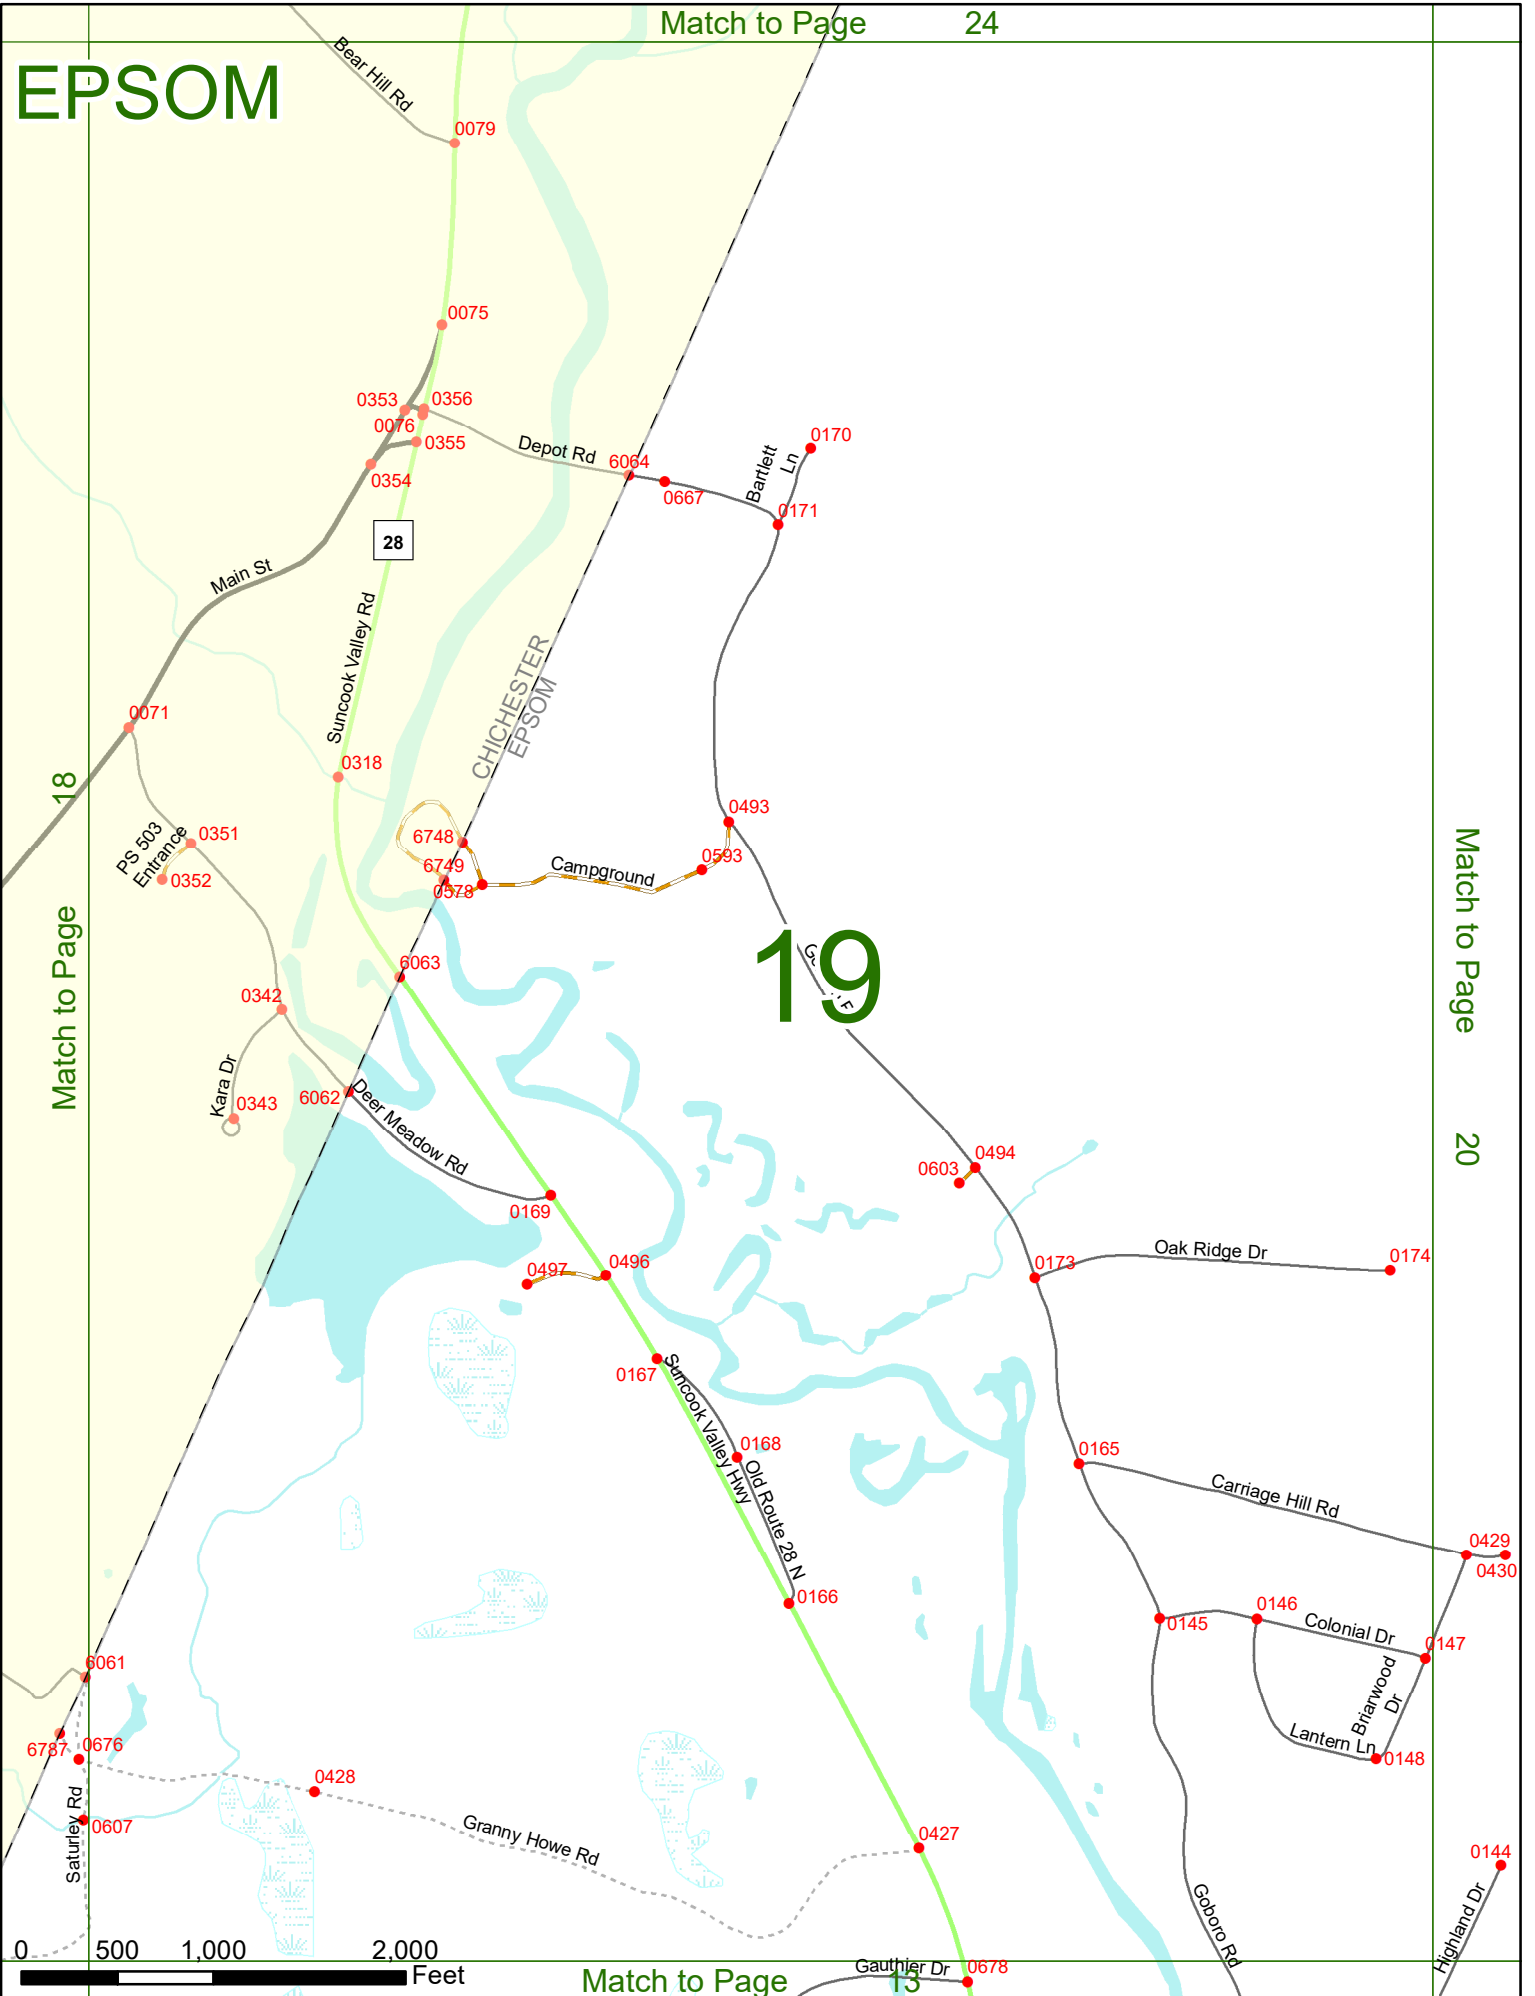 Match to Page 24
EPSOM
Bear Hill Rd
0079
0075
0353
0356
0076
0355
0354
Depot Rd
6064
0667
Bartlett
Ln
0170
0171
28
Main St
Suncook Valley Rd
CHICHESTER
EPSOM
0071
0318
18
Match to Page
PS 503
Entrance
0351
0352
6748
6749
0578
Campground
0593
0493
19
Match to Page
20
6063
0342
Kara Dr
0343
6062
Deer Meadow Rd
0169
0603
0494
0497
0496
0173
Oak Ridge Dr
0174
0167
Suncook Valley Hwy
0168
Old Route 28 N
0166
0165
Carriage Hill Rd
0429
0430
0145
0146
Colonial Dr
0147
Briarwood
Dr
Lantern Ln
0148
6061
6787
0676
0428
Saturley Rd
0607
Granny Howe Rd
0427
0144
Highland Dr
Goboro Rd
0 500 1,000 2,000
Feet
Match to Page 13
Gauthier Dr
0678